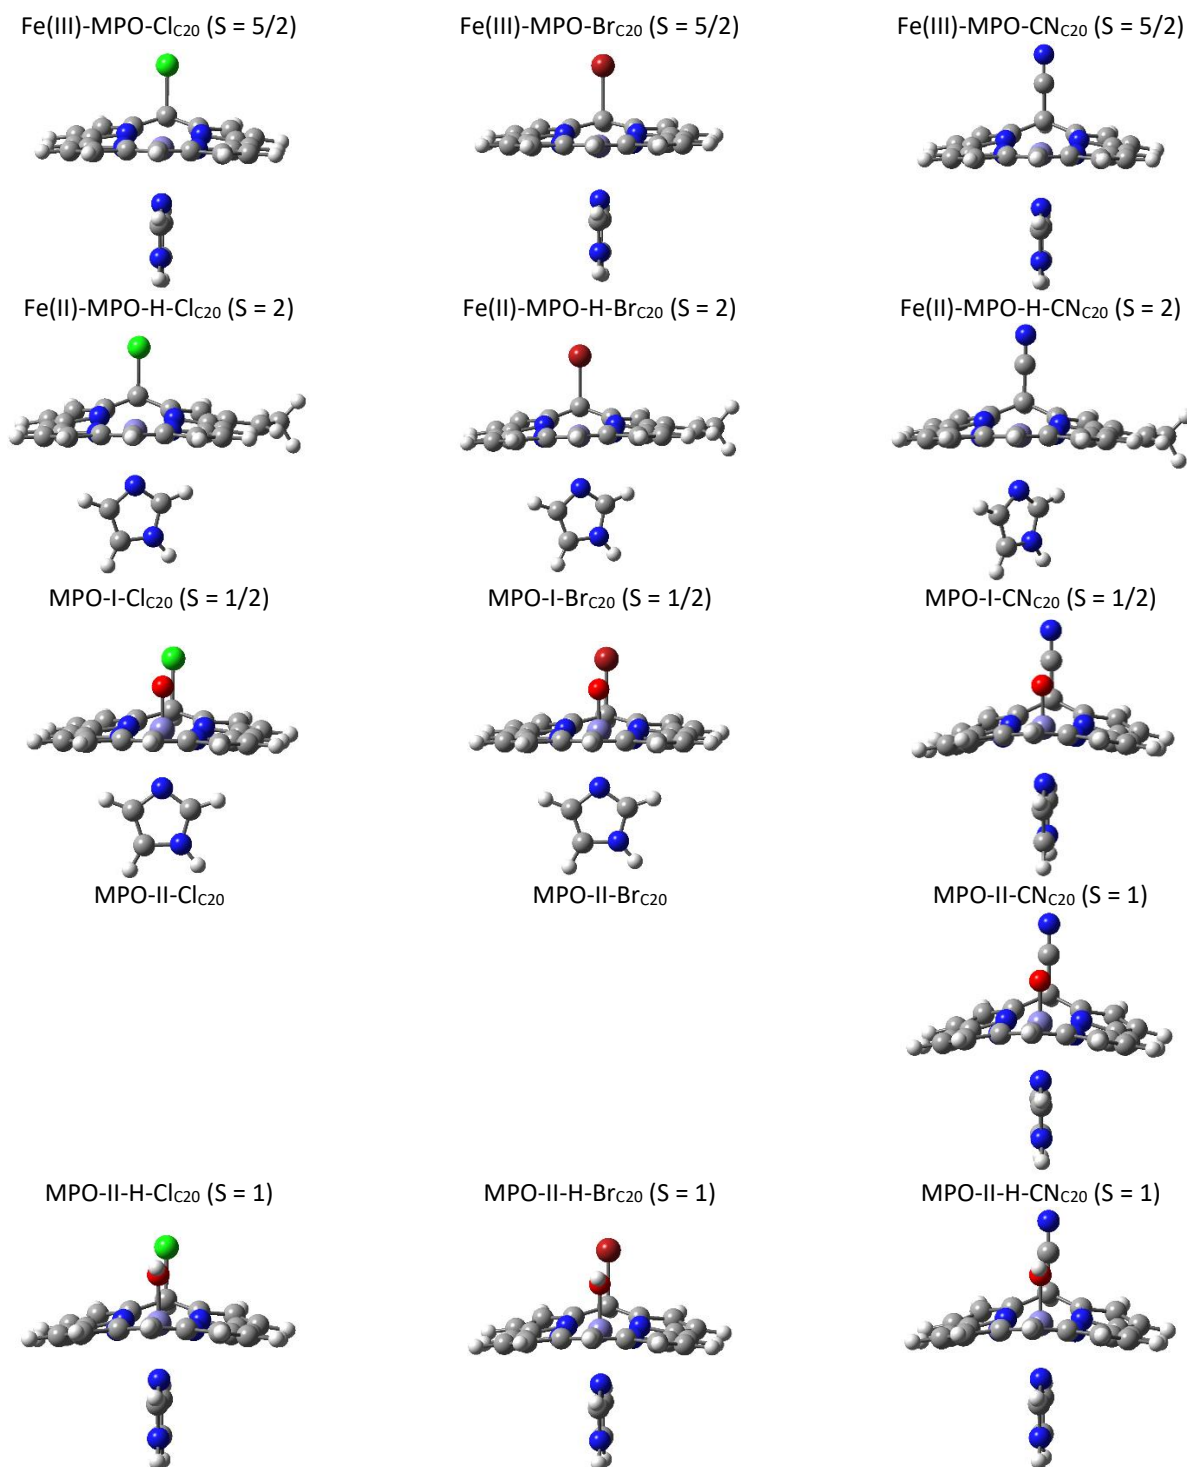 Fe(III)-MPO-ClC20 (S = 5/2) Fe(III)-MPO-BrC20 (S = 5/2) Fe(III)-MPO-CNC20 (S = 5/2)
Fe(II)-MPO-H-ClC20 (S = 2) Fe(II)-MPO-H-BrC20 (S = 2) Fe(II)-MPO-H-CNC20 (S = 2)
MPO-I-ClC20 (S = 1/2) MPO-I-BrC20 (S = 1/2) MPO-I-CNC20 (S = 1/2)
MPO-II-ClC20 MPO-II-BrC20 MPO-II-CNC20 (S = 1)
MPO-II-H-ClC20 (S = 1) MPO-II-H-BrC20 (S = 1) MPO-II-H-CNC20 (S = 1)